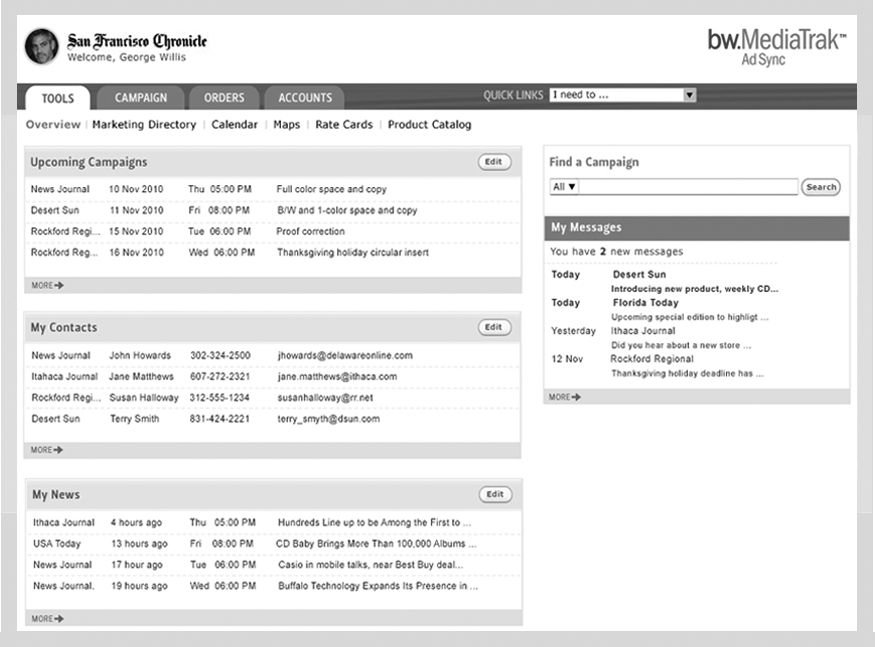 San Francisco Chronicle
Welcome, George Willis
bw.MediaTrak™
Ad Sync
TOOLS CAMPAIGN ORDERS ACCOUNTS QUICK LINKS I need to ...
Overview | Marketing Directory | Calendar | Maps | Rate Cards | Product Catalog
Upcoming Campaigns Edit
News Journal 10 Nov 2010 Thu 05:00 PM Full color space and copy
Desert Sun 11 Nov 2010 Fri 08:00 PM B/W and 1-color space and copy
Rockford Regi... 15 Nov 2010 Tue 06:00 PM Proof correction
Rockford Reg... 16 Nov 2010 Wed 06:00 PM Thanksgiving holiday circular insert
MORE
My Contacts Edit
News Journal John Howards 302-324-2500 jhowards@delawareonline.com
Itahaca Journal Jane Matthews 607-272-2321 jane.matthews@ithaca.com
Rockford Regi... Susan Halloway 312-555-1234 susanhalloway@rr.net
Desert Sun Terry Smith 831-424-2221 terry_smyth@dsun.com
MORE
My News Edit
Ithaca Journal 4 hours ago Thu 05:00 PM Hundreds Line up to be Among the First to ...
USA Today 13 hours ago Fri 08:00 PM CD Baby Brings More Than 100,000 Albums ...
News Journal 17 hour ago Tue 06:00 PM Casio in mobile talks, near Best Buy deal...
News Journal. 19 hours ago Wed 06:00 PM Buffalo Technology Expands Its Presence in ...
MORE
Find a Campaign
All Search
My Messages
You have 2 new messages
Today Desert Sun
Introducing new product, weekly CD...
Today Florida Today
Upcoming special edition to highligt ...
Yesterday Ithaca Journal
Did you hear about a new store ...
12 Nov Rockford Regional
Thanksgiving holiday deadline has ...
MORE